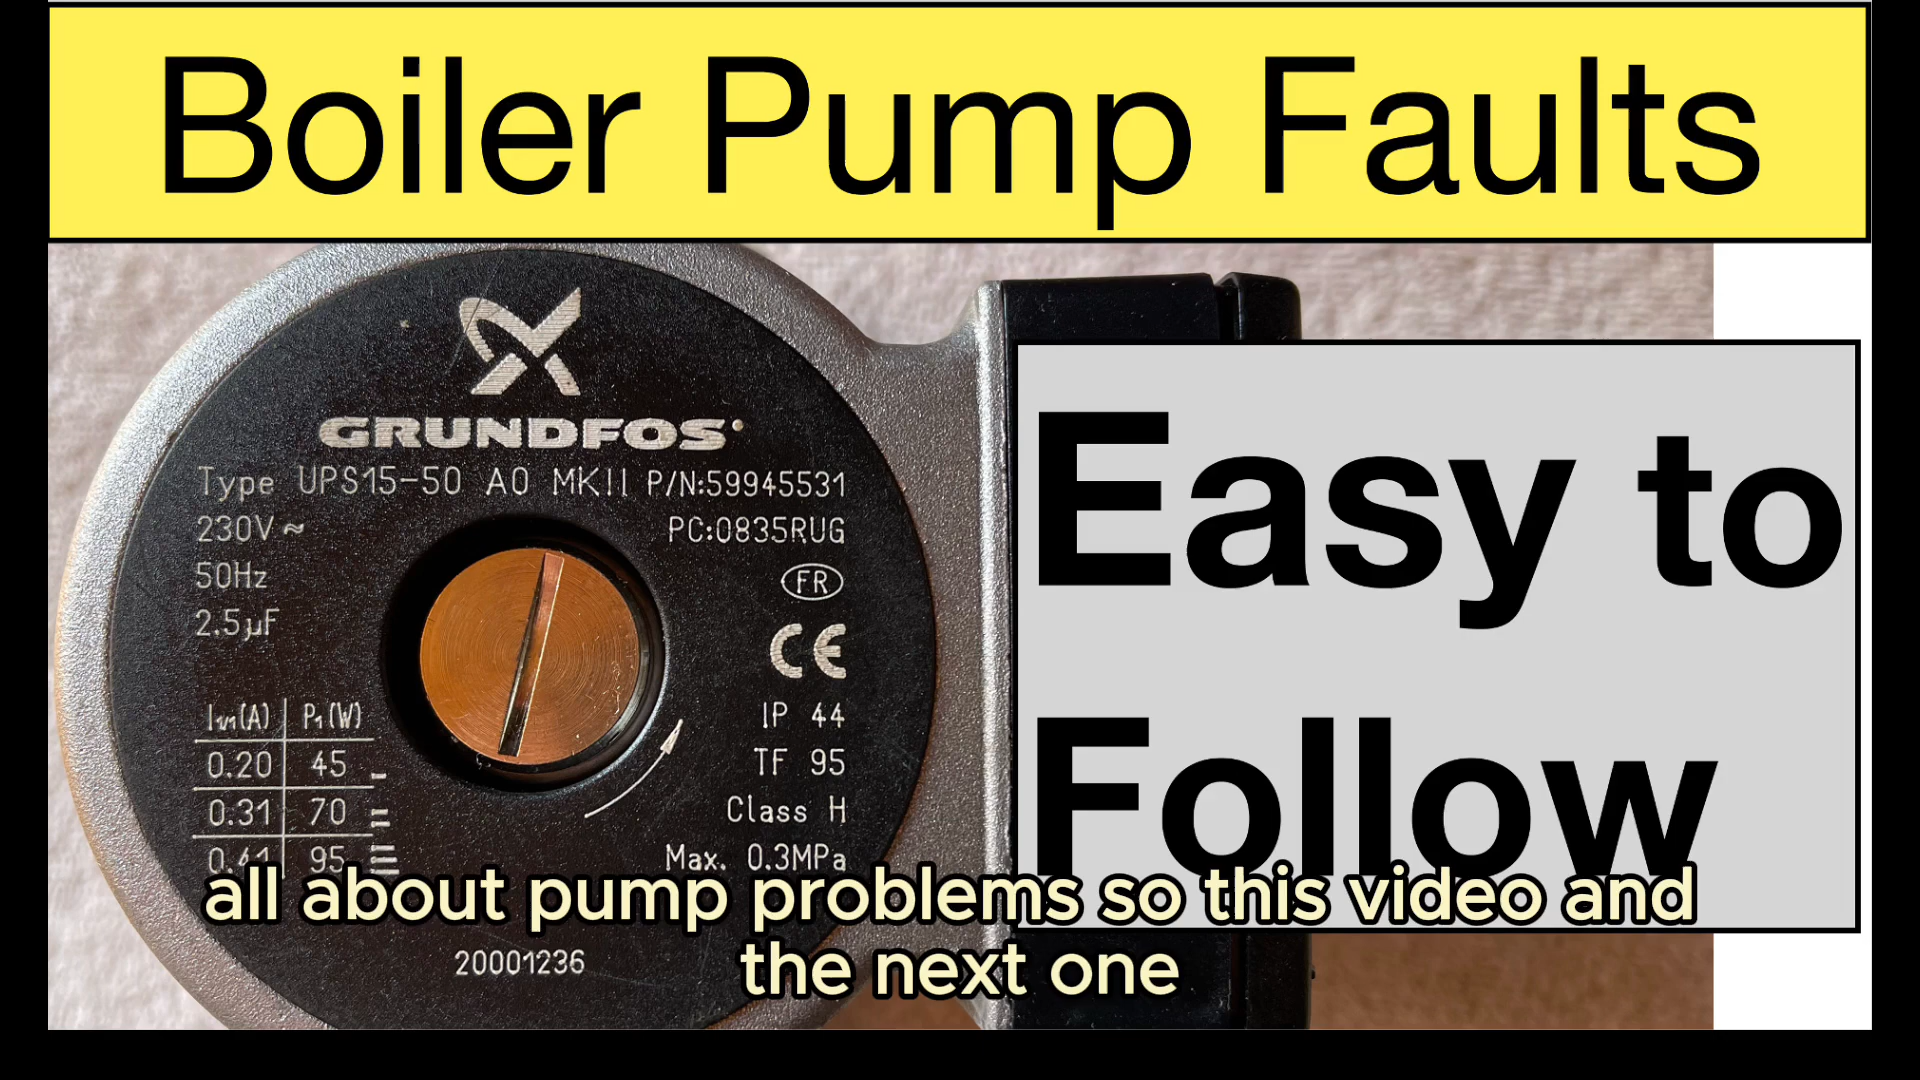 Boiler Pump Faults
GRUNDFOS
Type UPS15-50 AO MKII P/N:59945531
230V ~ PC:0835RUG
50Hz FR
2.5µF CE
I1/1(A) P1(W) IP 44
0.20 45 TF 95
0.31 70 Class H
0.41 95 Max. 0.3MPa
20001236
Easy to
Follow
all about pump problems so this video and
the next one